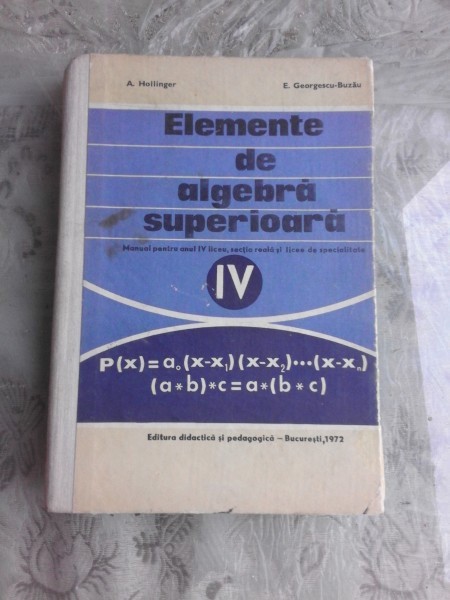 A. Hollinger E. Georgescu-Buzău
Elemente
de
algebră
superioară
Manual pentru anul IV liceu, secția reală și licee de specialitate
IV
P(x)=a₀(x-x₁)(x-x₂)•••(x-xₙ)
(a*b)*c=a*(b*c)
Editura didactică și pedagogică – București, 1972